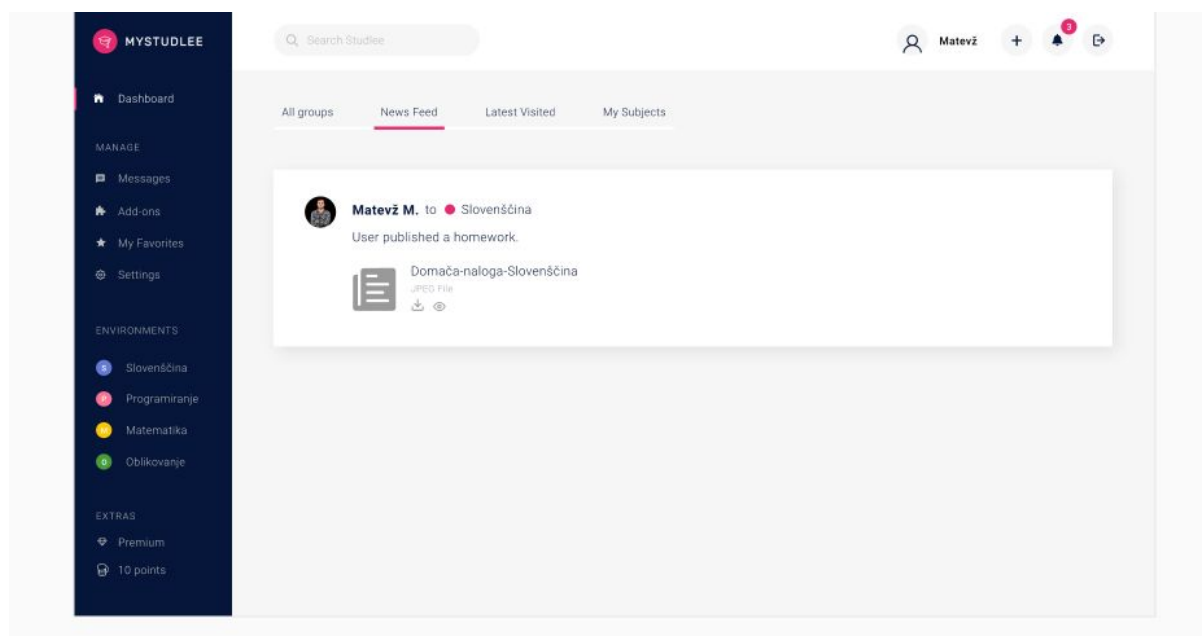 MYSTUDLEE
Search Studlee
Matevž
3
Dashboard
MANAGE
Messages
Add-ons
My Favorites
Settings
ENVIRONMENTS
S Slovenščina
P Programiranje
M Matematika
O Oblikovanje
EXTRAS
Premium
10 points
All groups News Feed Latest Visited My Subjects
Matevž M. to Slovenščina
User published a homework.
Domača-naloga-Slovenščina
JPEG File